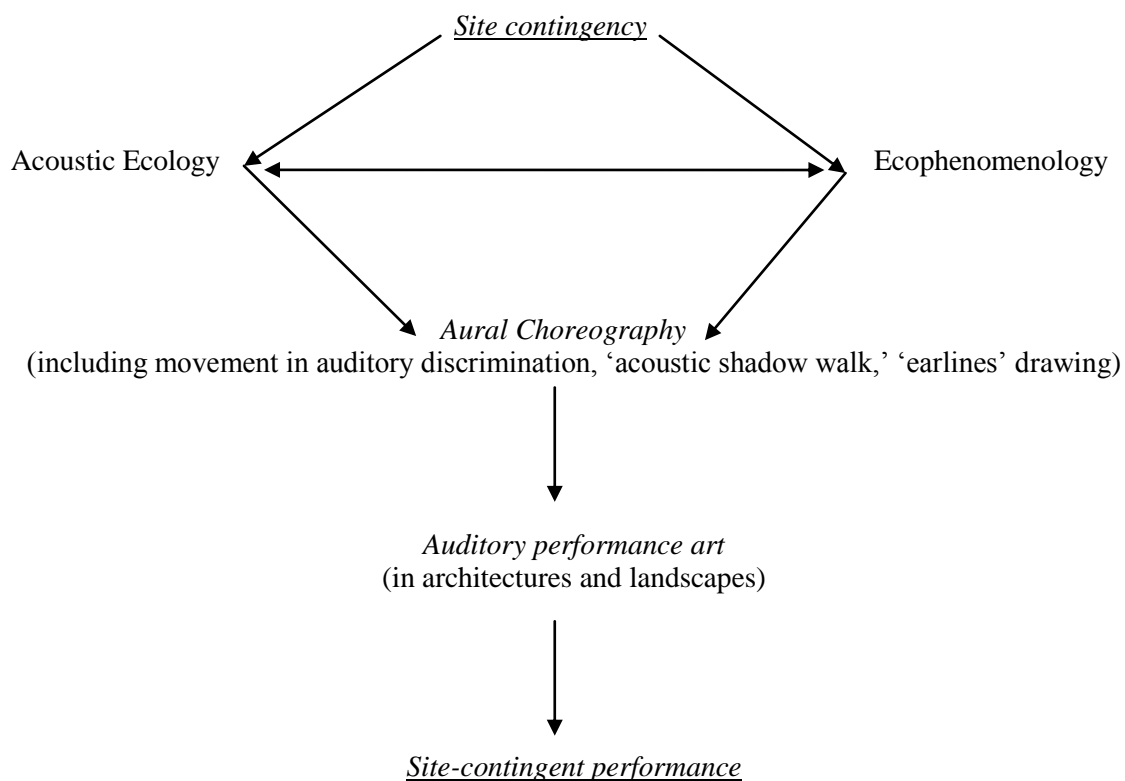 Site contingency
Acoustic Ecology
Ecophenomenology
Aural Choreography
(including movement in auditory discrimination, ‘acoustic shadow walk,’ ‘earlines’ drawing)
Auditory performance art
(in architectures and landscapes)
Site-contingent performance